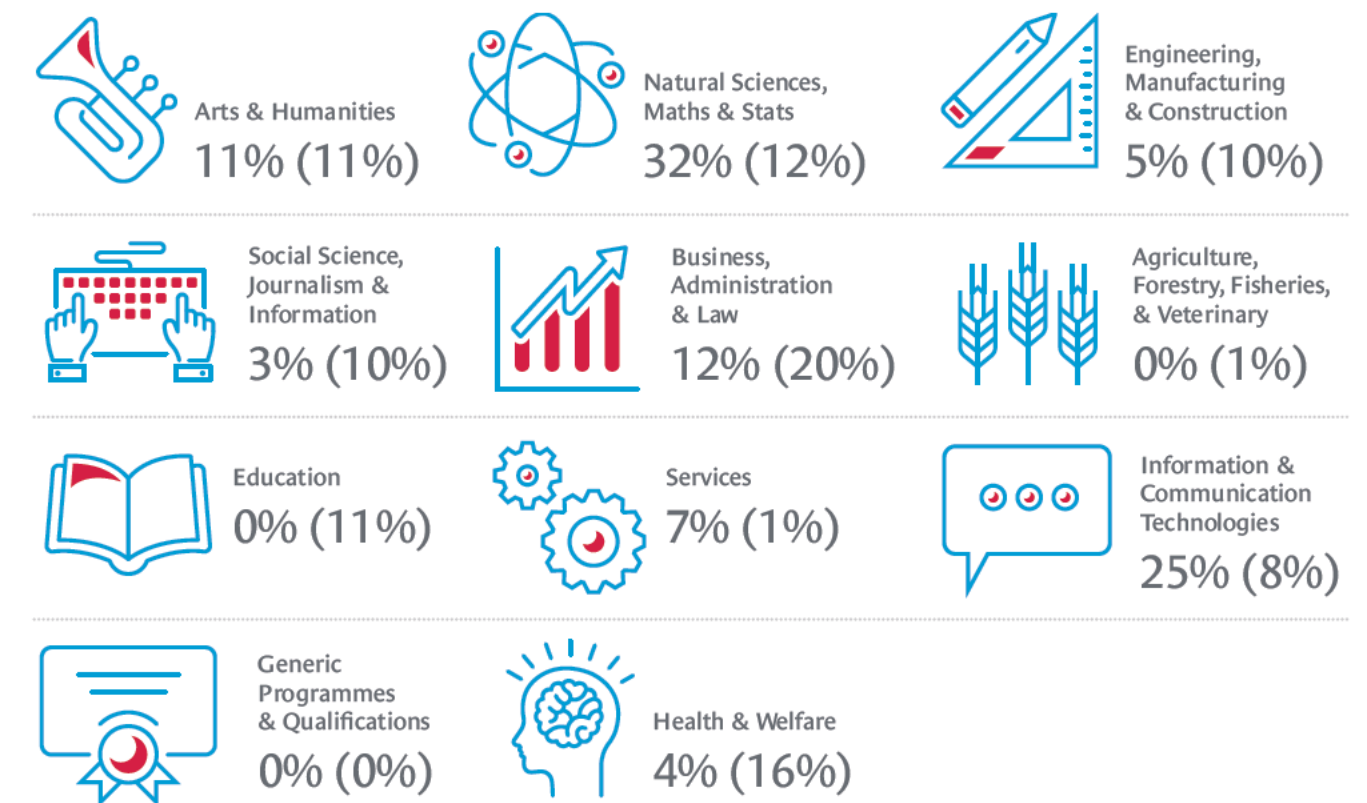 Arts & Humanities
11% (11%)
Natural Sciences,
Maths & Stats
32% (12%)
Engineering,
Manufacturing
& Construction
5% (10%)
Social Science,
Journalism &
Information
3% (10%)
Business,
Administration
& Law
12% (20%)
Agriculture,
Forestry, Fisheries,
& Veterinary
0% (1%)
Education
0% (11%)
Services
7% (1%)
Information &
Communication
Technologies
25% (8%)
Generic
Programmes
& Qualifications
0% (0%)
Health & Welfare
4% (16%)